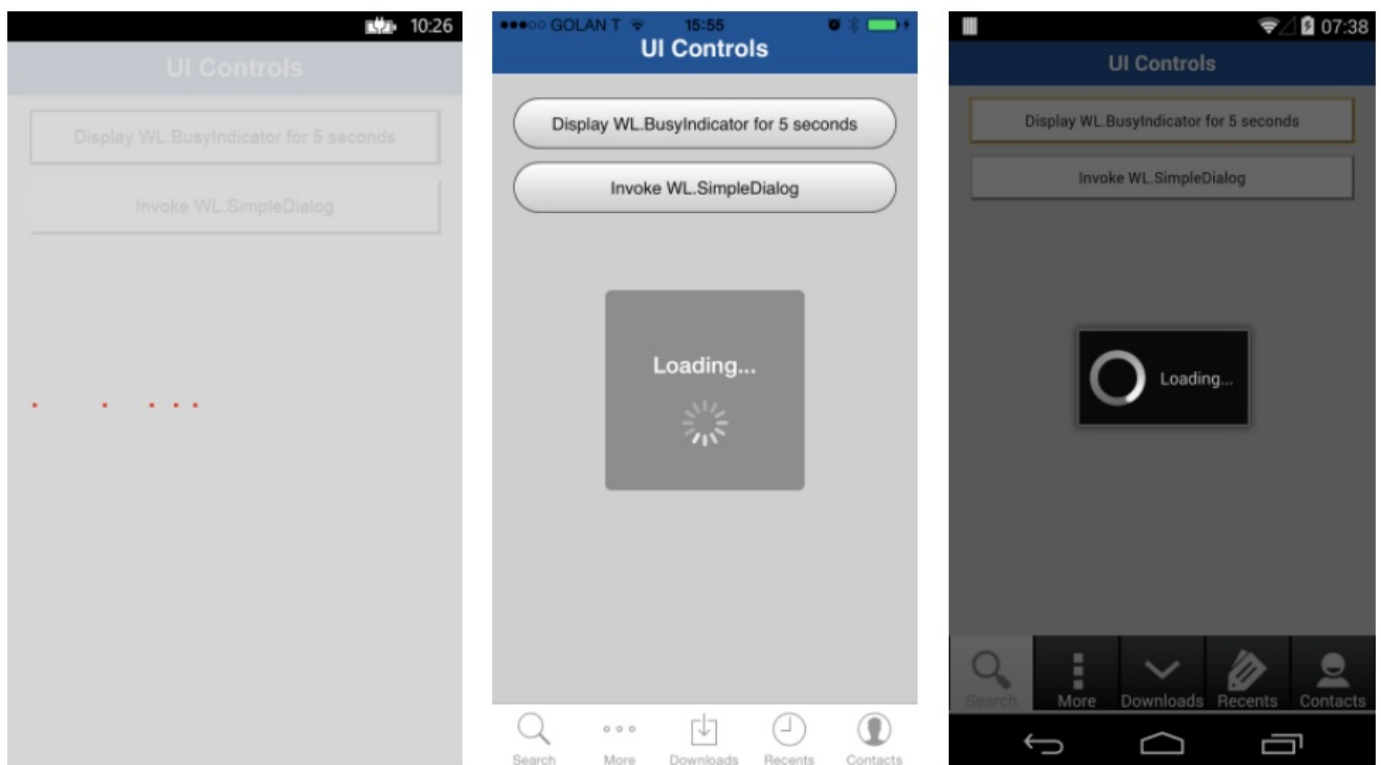 10:26
UI Controls
Display WL.BusyIndicator for 5 seconds
Invoke WL.SimpleDialog
GOLAN T 15:55
UI Controls
Display WL.BusyIndicator for 5 seconds
Invoke WL.SimpleDialog
Loading...
Search More Downloads Recents Contacts
07:38
UI Controls
Display WL.BusyIndicator for 5 seconds
Invoke WL.SimpleDialog
Loading...
Search More Downloads Recents Contacts